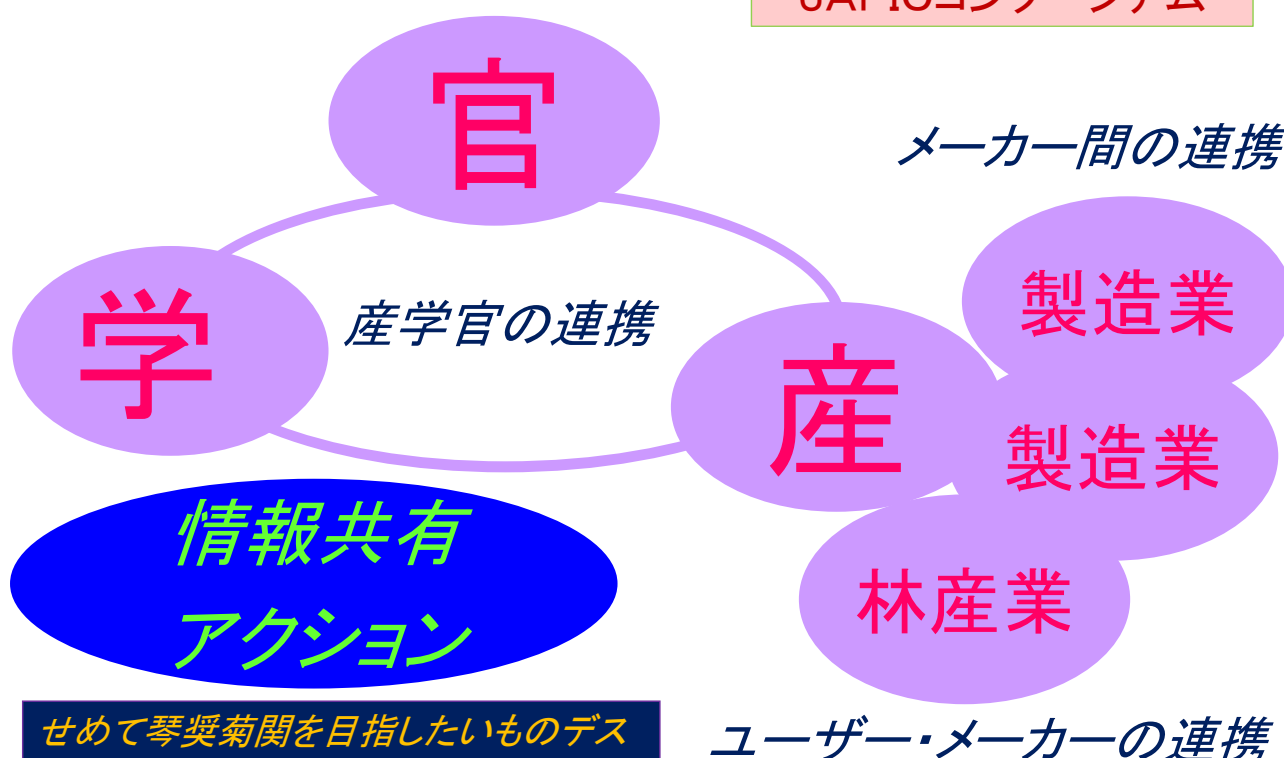 官
メーカー間の連携
製造業
学
産学官の連携
産
製造業
情報共有
アクション
林産業
せめて琴奨菊関を目指したいものデス
ユーザー・メーカーの連携